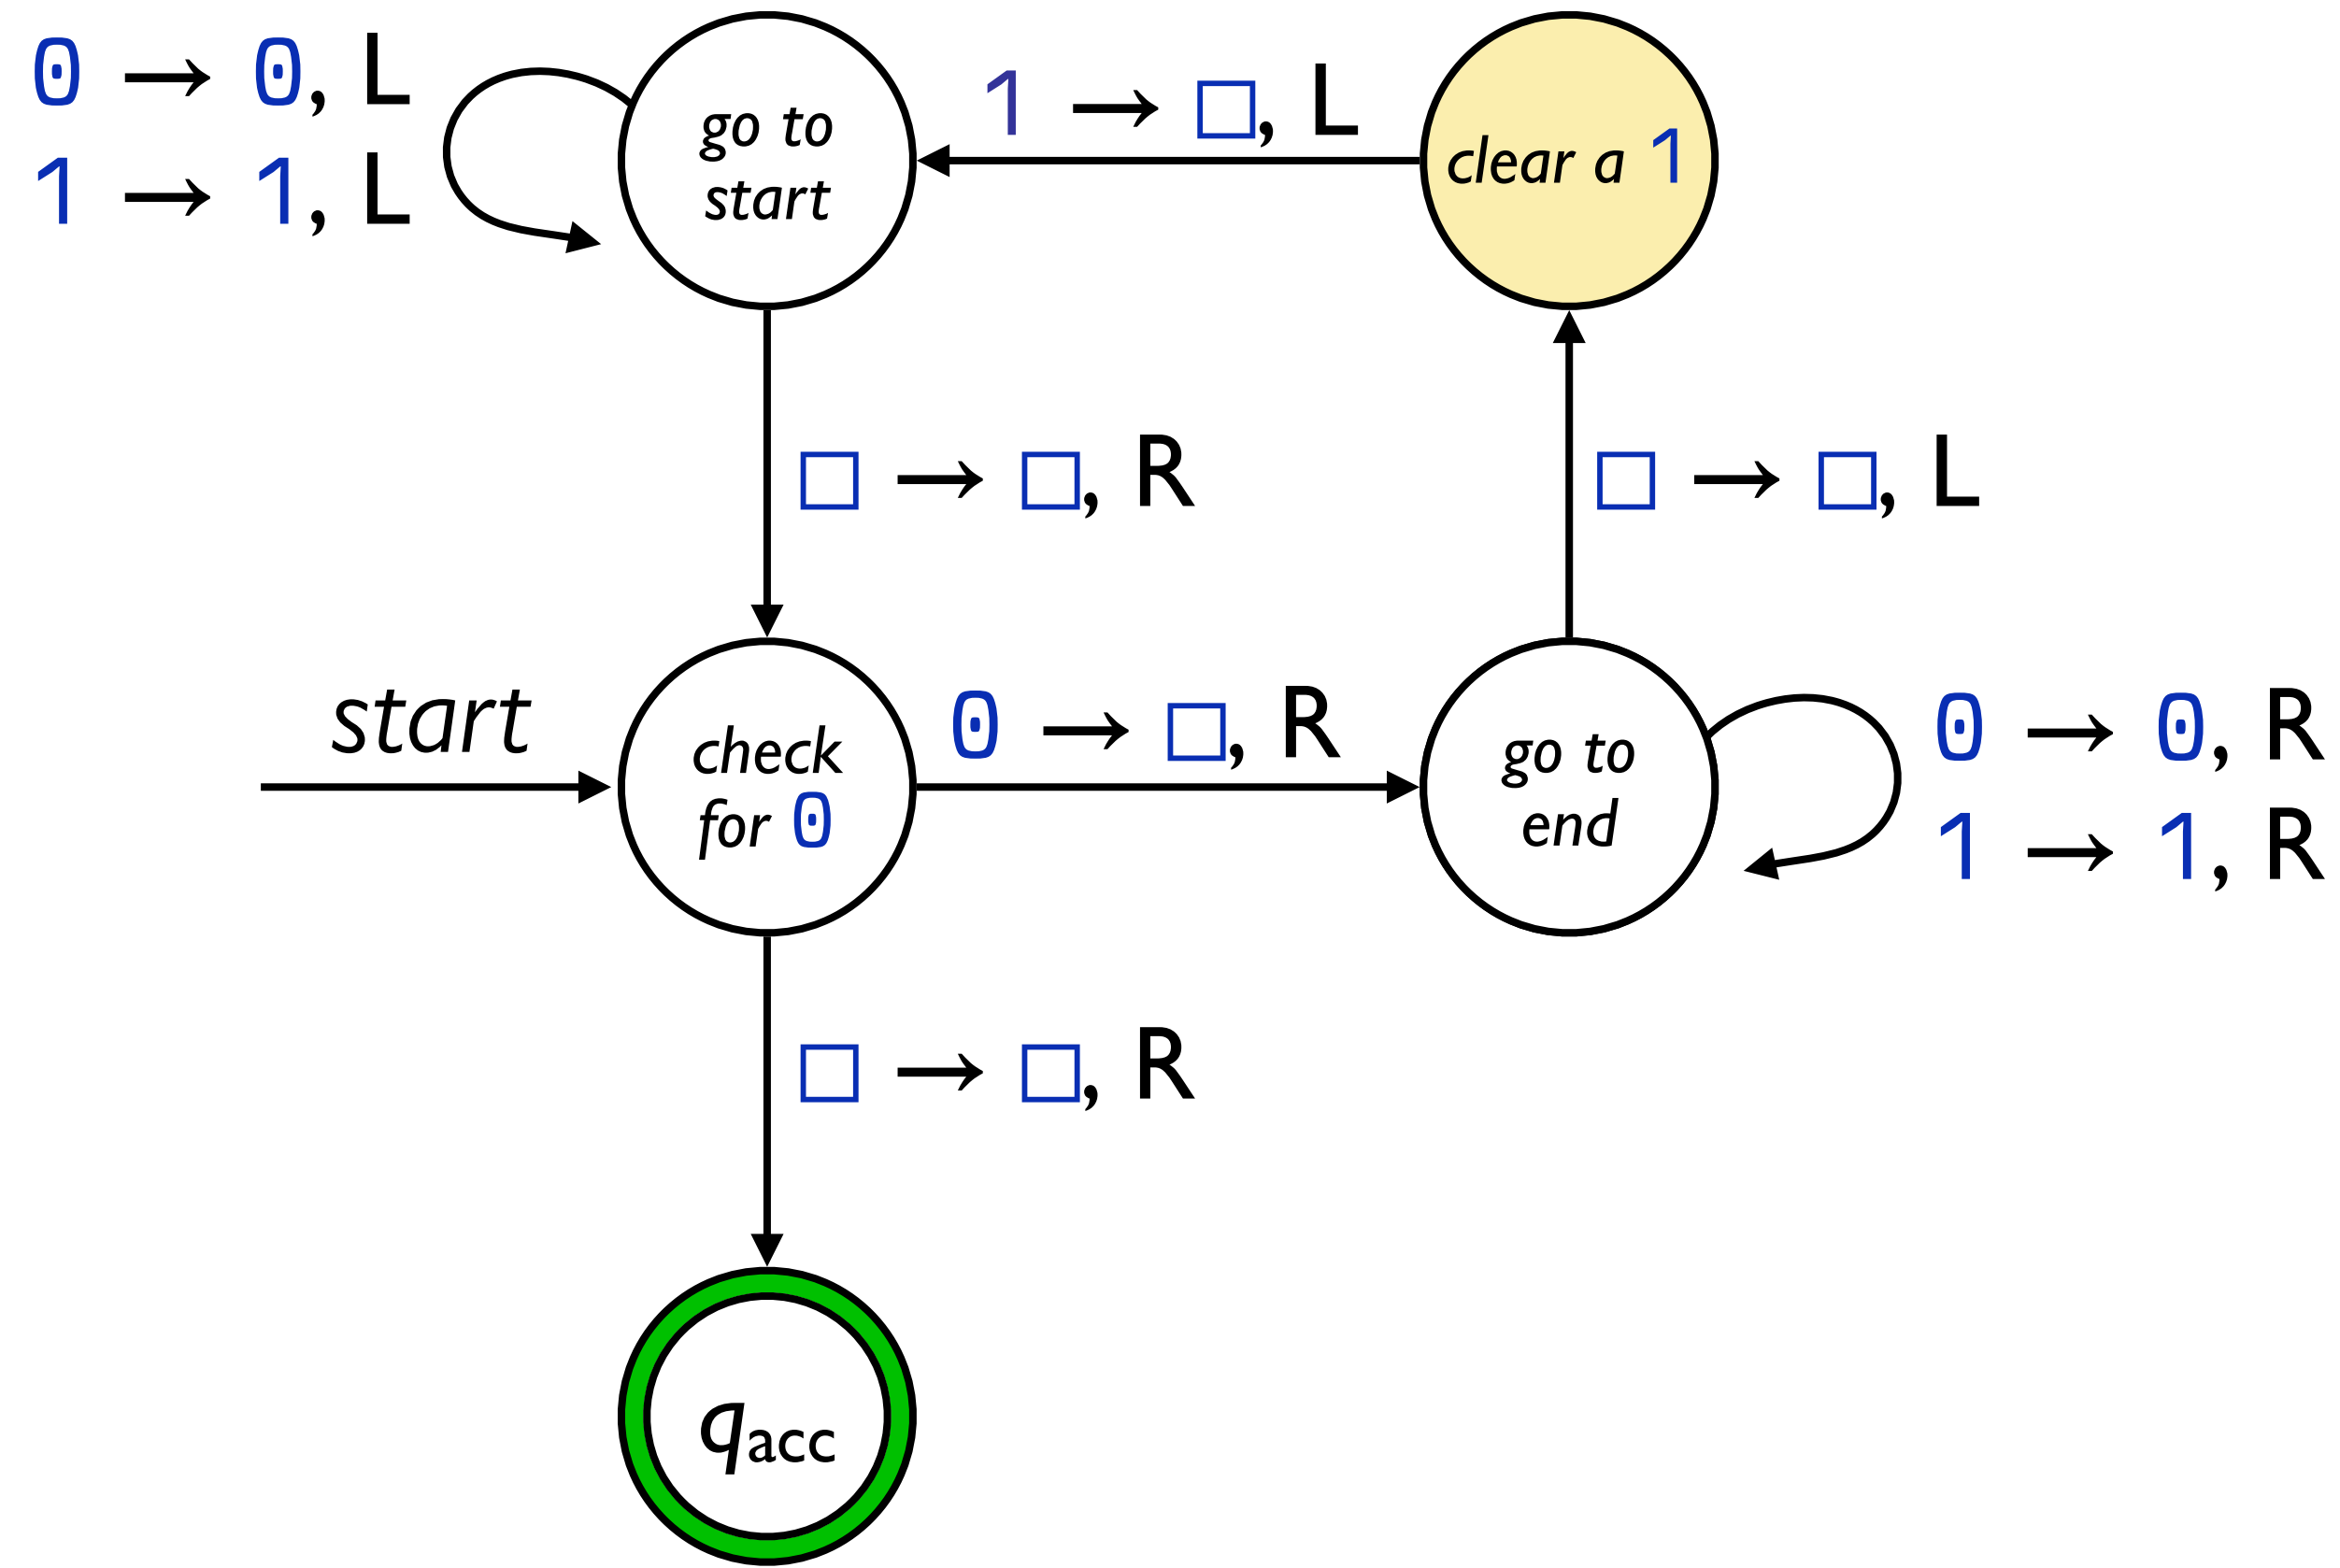 0 → 0, L
1 → 1, L
go to
start
1 → □, L
clear a 1
□ → □, R
□ → □, L
start
check
for 0
0 → □, R
go to
end
0 → 0, R
1 → 1, R
□ → □, R
qacc